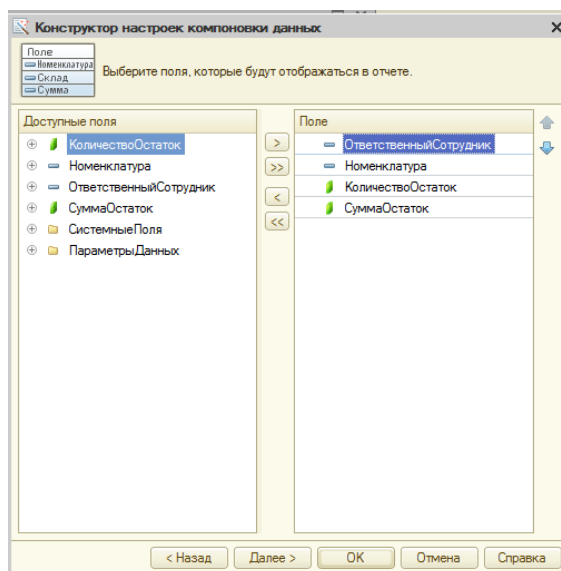 Конструктор настроек компоновки данных
Поле
Номенклатура
Склад
Сумма
Выберите поля, которые будут отображаться в отчете.
Доступные поля
КоличествоОстаток
Номенклатура
ОтветственныйСотрудник
СуммаОстаток
СистемныеПоля
ПараметрыДанных
>
>>
<
<<
Поле
ОтветственныйСотрудник
Номенклатура
КоличествоОстаток
СуммаОстаток
< Назад
Далее >
OK
Отмена
Справка